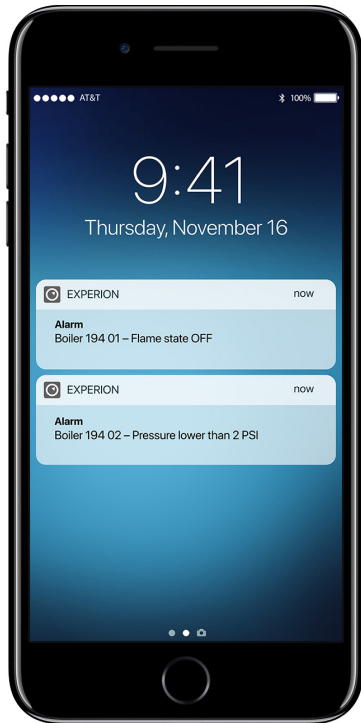 AT&T 100%
9:41
Thursday, November 16
EXPERION now
Alarm
Boiler 194 01 – Flame state OFF
EXPERION now
Alarm
Boiler 194 02 – Pressure lower than 2 PSI